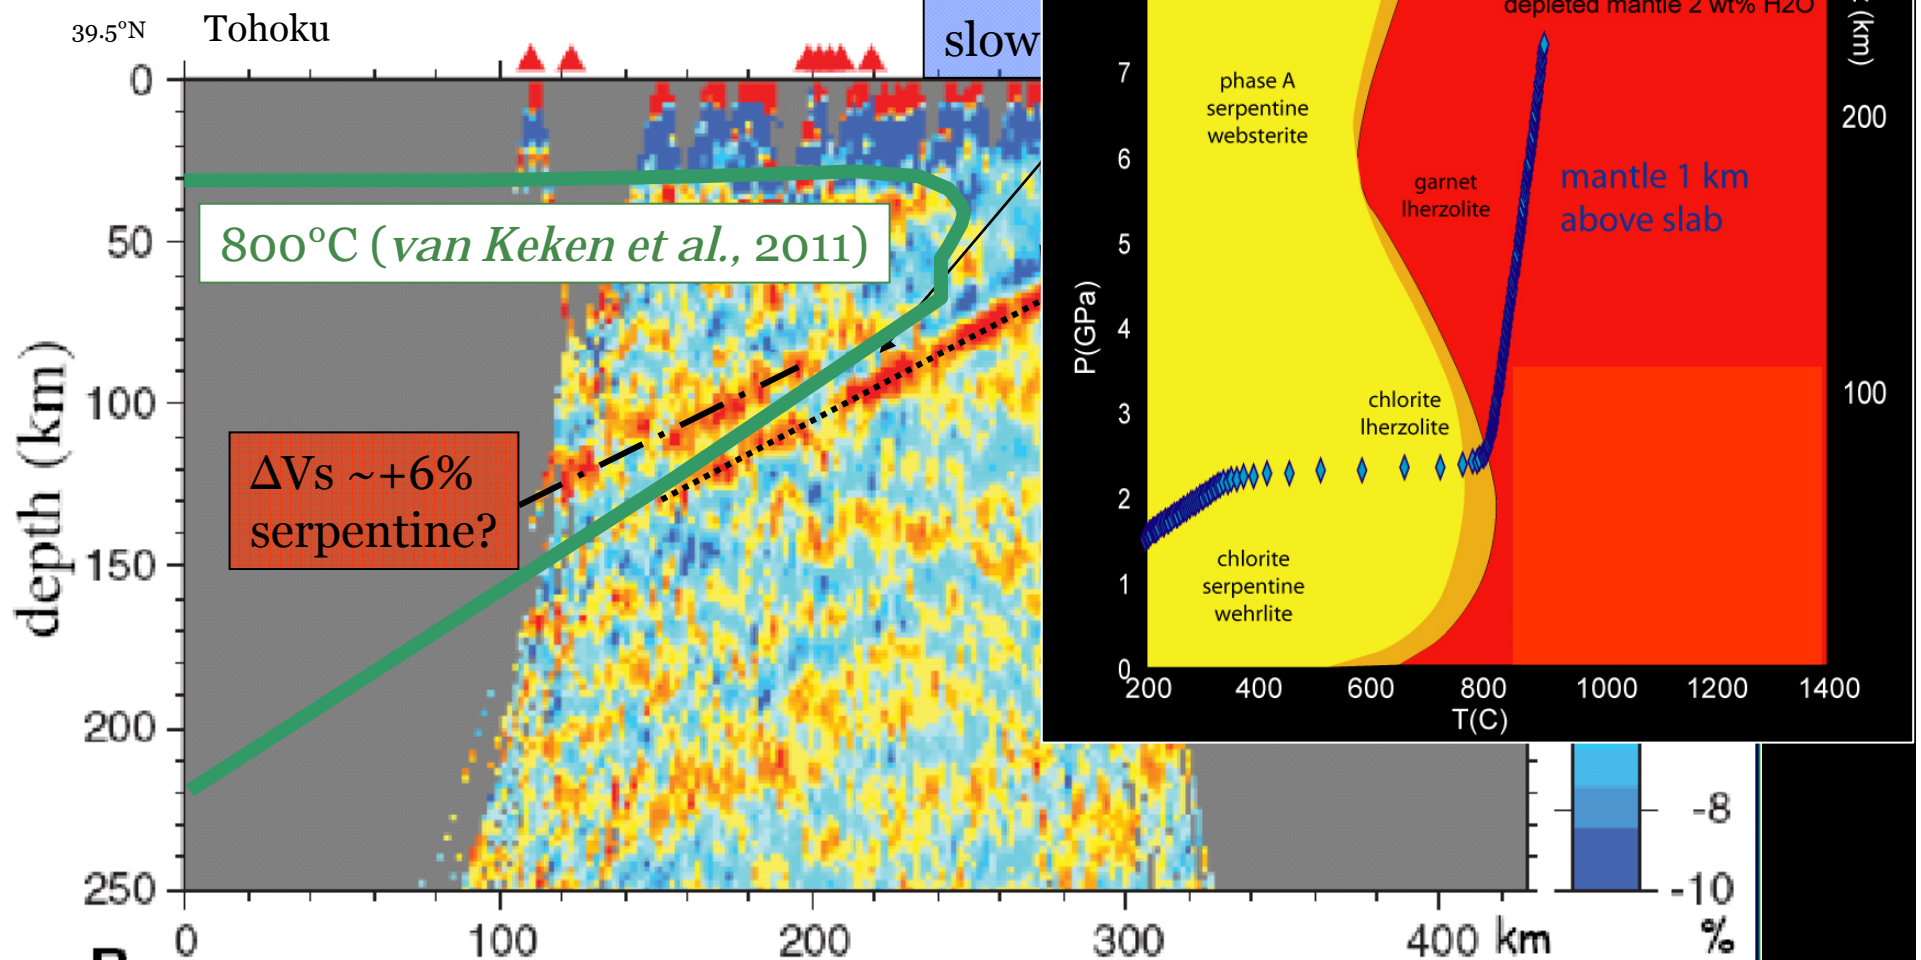 39.5°N
Tohoku
slow
0
50
100
150
200
250
depth (km)
800°C (van Keken et al., 2011)
ΔVs ~+6%
serpentine?
0
100
200
300
400 km
-8
-10
%
depleted mantle 2 wt% H2O
7
6
5
4
3
2
1
0
P(GPa)
phase A
serpentine
websterite
garnet
lherzolite
mantle 1 km
above slab
chlorite
lherzolite
chlorite
serpentine
wehrlite
200
400
600
800
1000
1200
1400
T(C)
(km)
200
100